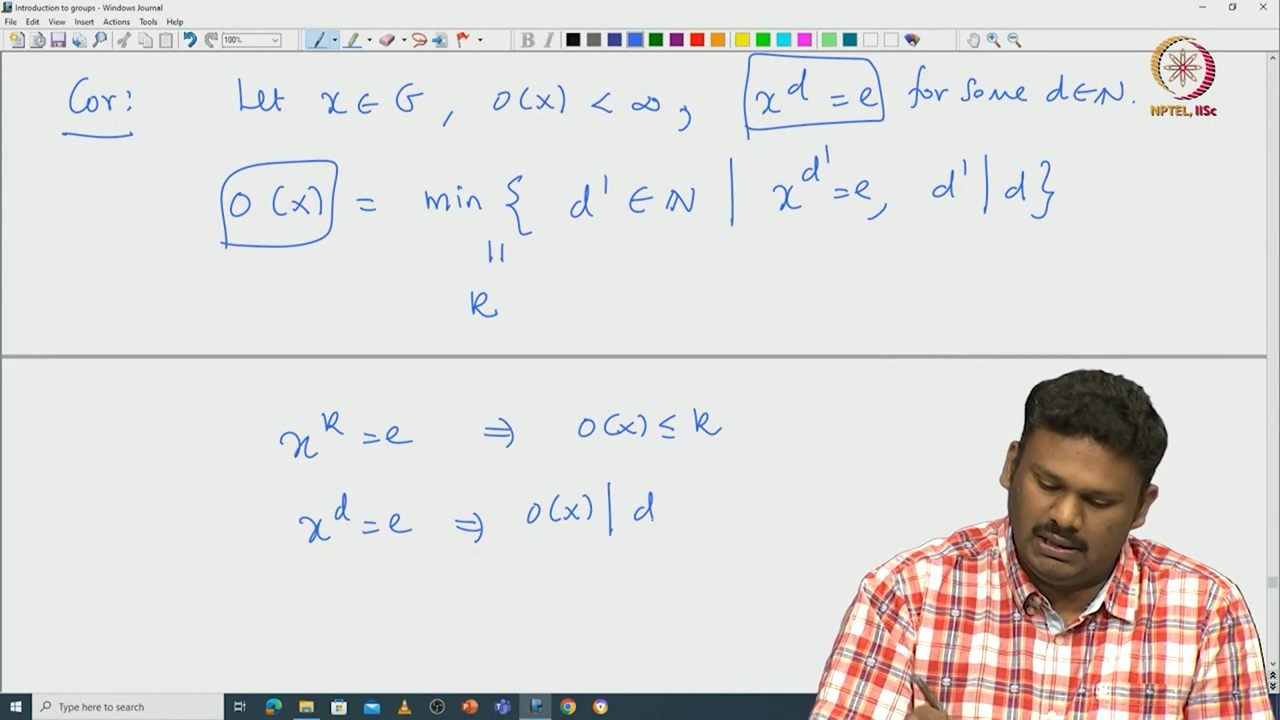 Introduction to groups - Windows Journal
File Edit View Insert Actions Tools Help
100%
B I
NPTEL, IISc
Cor: Let x ∈ G, o(x) < ∞, x^d = e for some d ∈ N.
o(x) = min { d' ∈ N | x^{d'} = e, d' | d }
||
k
x^k = e ⇒ o(x) ≤ k
x^d = e ⇒ o(x) | d
Type here to search